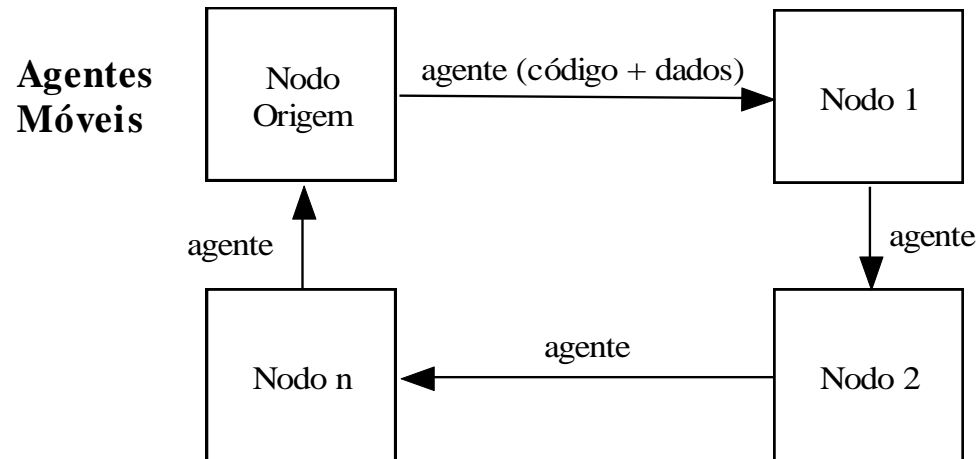 Agentes
Móveis
Nodo
Origem
agente (código + dados)
Nodo 1
agente
agente
Nodo n
agente
Nodo 2